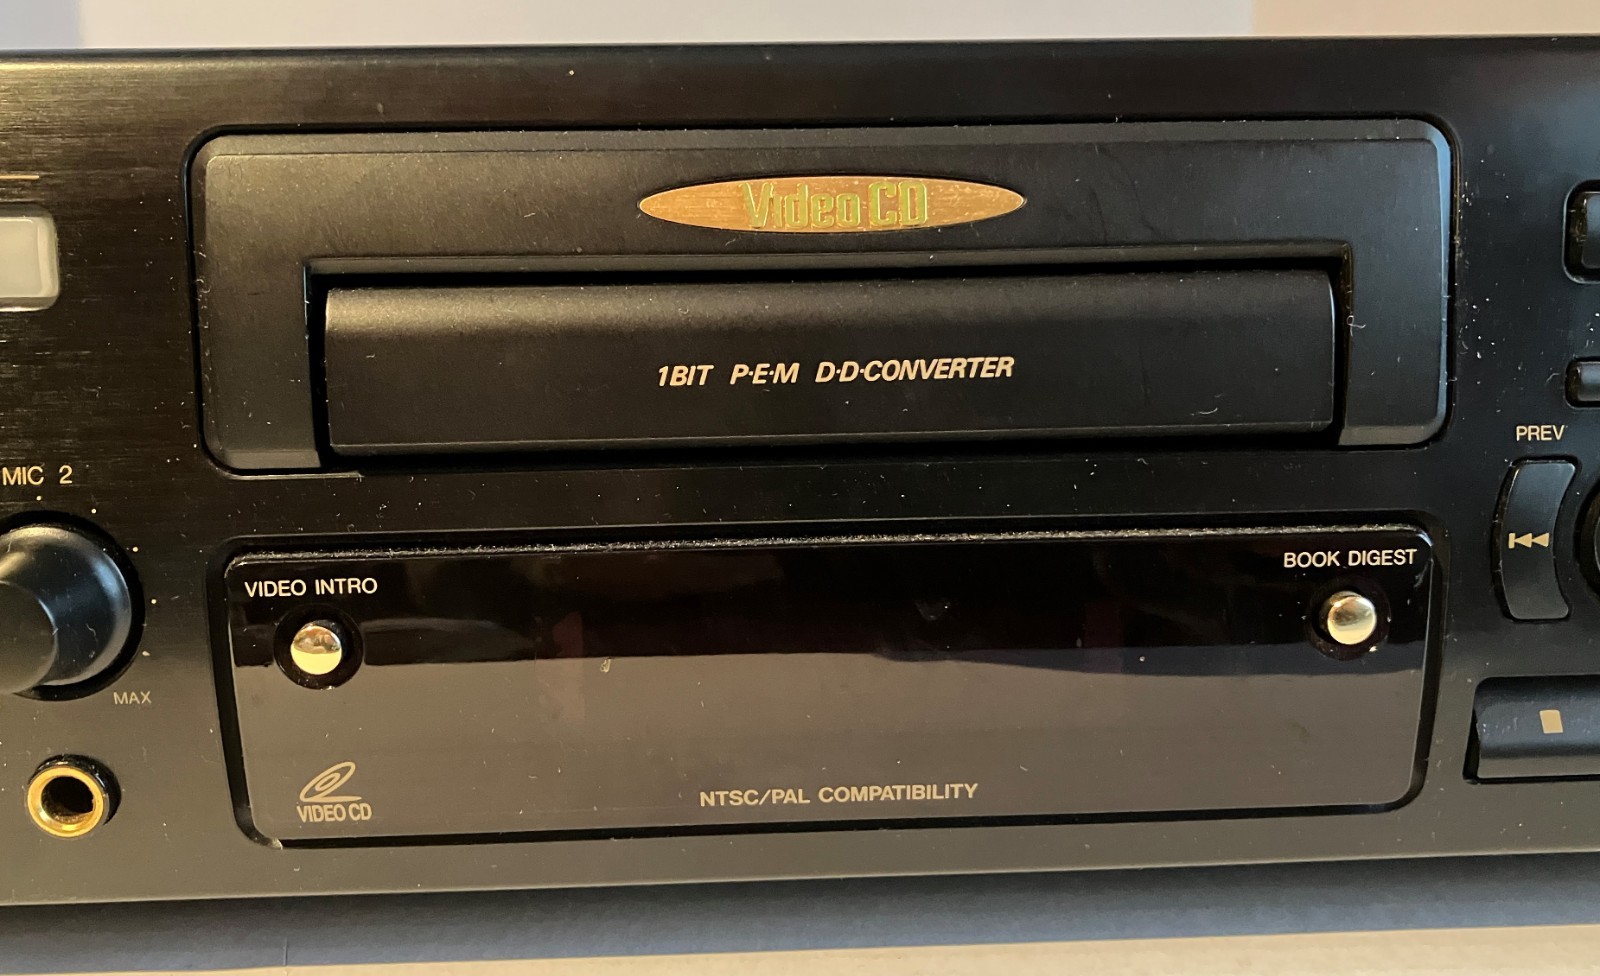 Video CD
1BIT P·E·M D·D·CONVERTER
PREV
MIC 2
VIDEO INTRO
BOOK DIGEST
MAX
VIDEO CD
NTSC/PAL COMPATIBILITY